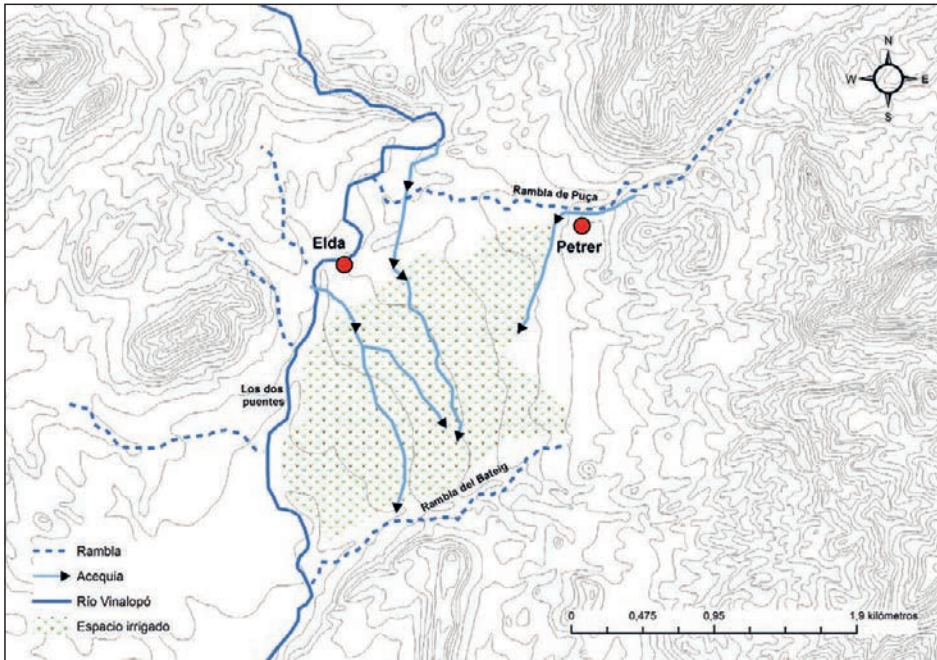 N
W E
S
Rambla de Puça
Elda
Petrer
Los dos
puentes
Rambla del Bateig
Rambla
Acequia
Río Vinalopó
Espacio irrigado
0 0,475 0,95 1,9 kilómetros